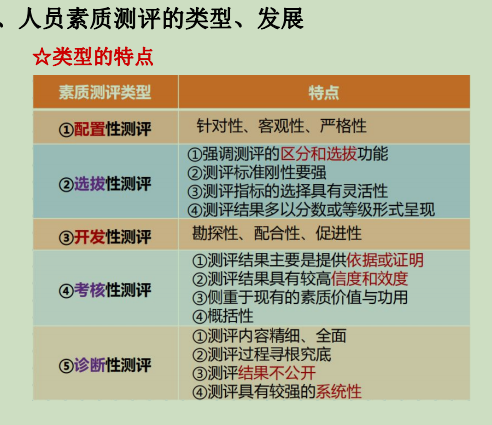 、人员素质测评的类型、发展
☆类型的特点
素质测评类型 特点
①配置性测评 针对性、客观性、严格性
②选拔性测评
①强调测评的区分和选拔功能
②测评标准刚性要强
③测评指标的选择具有灵活性
④测评结果多以分数或等级形式呈现
③开发性测评 勘探性、配合性、促进性
④考核性测评
①测评结果主要是提供依据或证明
②测评结果具有较高信度和效度
③侧重于现有的素质价值与功用
④概括性
⑤诊断性测评
①测评内容精细、全面
②测评过程寻根究底
③测评结果不公开
④测评具有较强的系统性